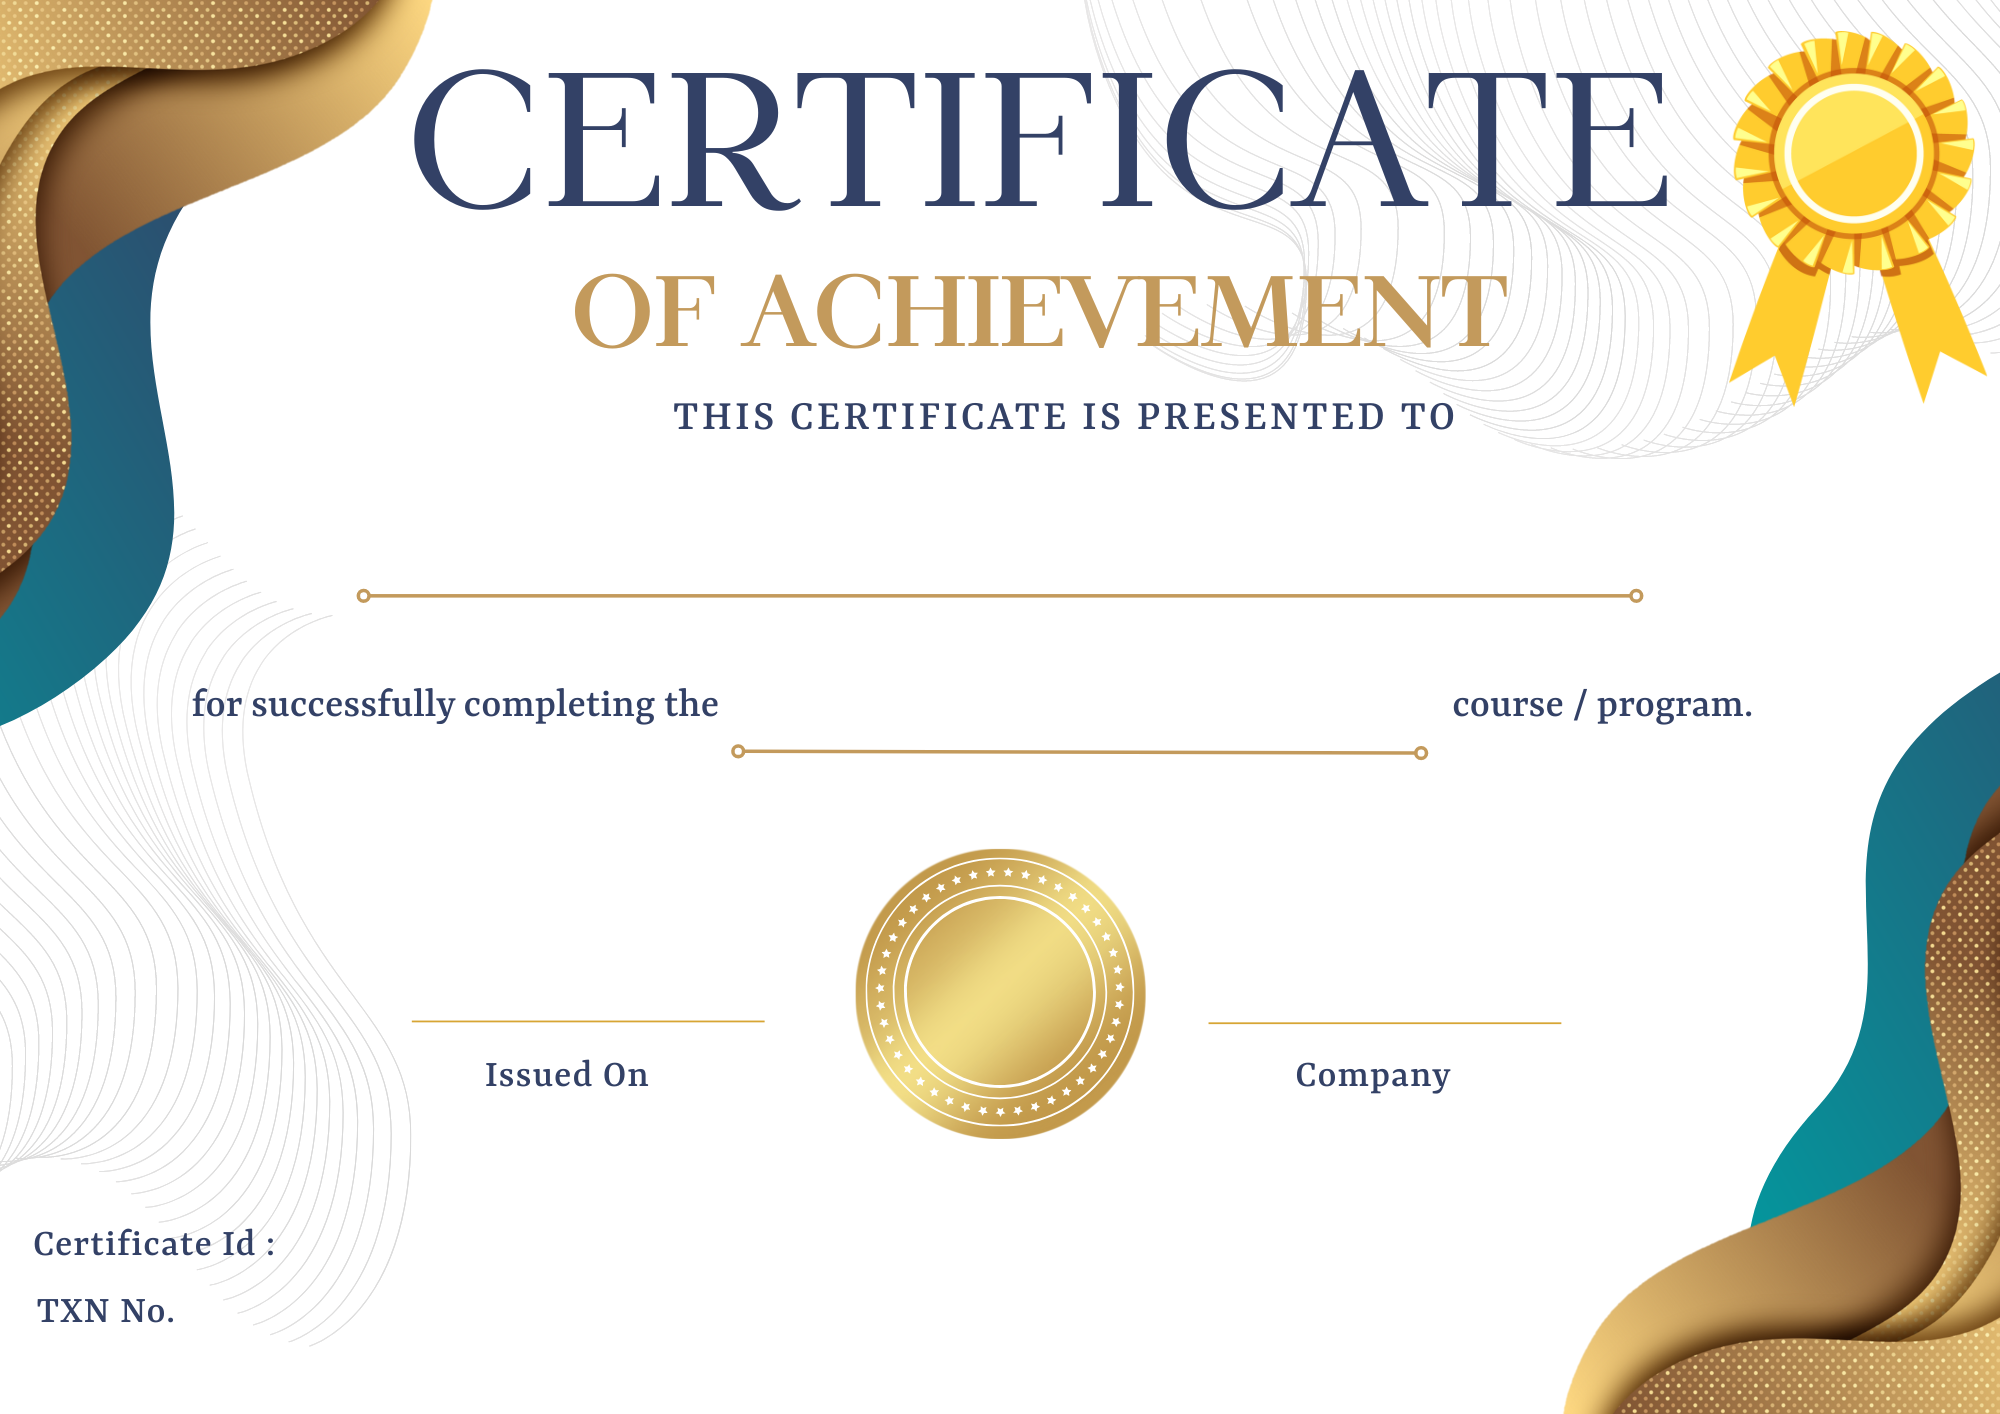 CERTIFICATE
OF ACHIEVEMENT
THIS CERTIFICATE IS PRESENTED TO
for successfully completing the course / program.
Issued On
Company
Certificate Id :
TXN No.